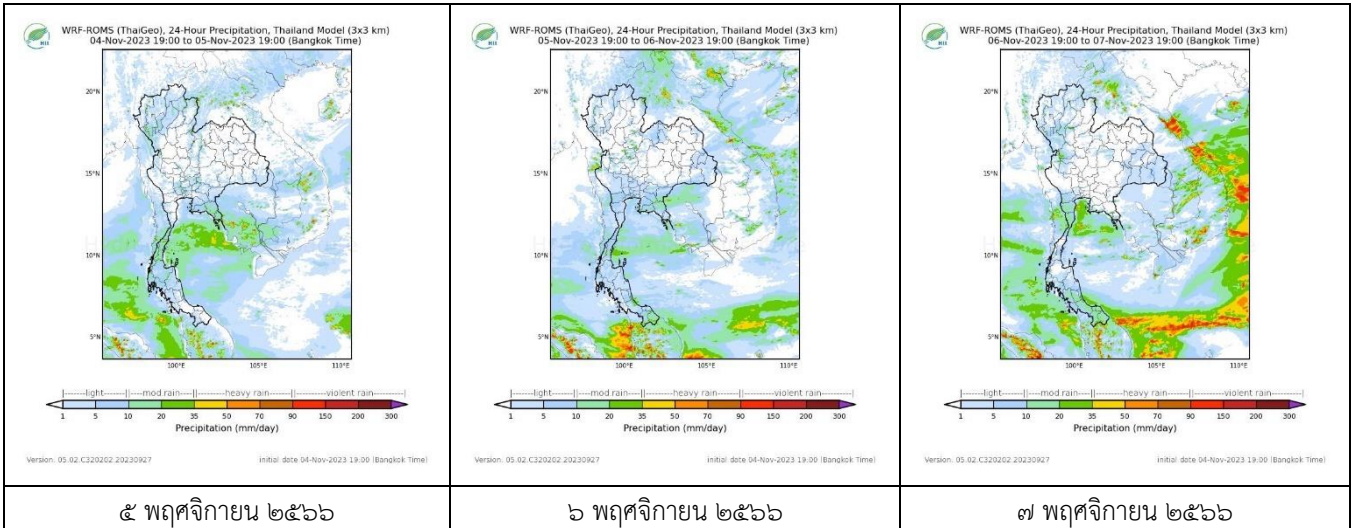 WRF-ROMS (ThaiGeo), 24-Hour Precipitation, Thailand Model (3x3 km)
04-Nov-2023 19:00 to 05-Nov-2023 19:00 (Bangkok Time)
20°N
15°N
10°N
5°N
100°E 105°E 110°E
light mod rain heavy rain violent rain
1 5 10 20 35 50 70 90 150 200 300
Precipitation (mm/day)
Version: 05.02.C320202.20230927 initial date 04-Nov-2023 19:00 (Bangkok Time)
๕ พฤศจิกายน ๒๕๖๖
WRF-ROMS (ThaiGeo), 24-Hour Precipitation, Thailand Model (3x3 km)
05-Nov-2023 19:00 to 06-Nov-2023 19:00 (Bangkok Time)
20°N
15°N
10°N
5°N
100°E 105°E 110°E
light mod rain heavy rain violent rain
1 5 10 20 35 50 70 90 150 200 300
Precipitation (mm/day)
Version: 05.02.C320202.20230927 initial date 04-Nov-2023 19:00 (Bangkok Time)
๖ พฤศจิกายน ๒๕๖๖
WRF-ROMS (ThaiGeo), 24-Hour Precipitation, Thailand Model (3x3 km)
06-Nov-2023 19:00 to 07-Nov-2023 19:00 (Bangkok Time)
20°N
15°N
10°N
5°N
100°E 105°E 110°E
light mod rain heavy rain violent rain
1 5 10 20 35 50 70 90 150 200 300
Precipitation (mm/day)
Version: 05.02.C320202.20230927 initial date 04-Nov-2023 19:00 (Bangkok Time)
๗ พฤศจิกายน ๒๕๖๖